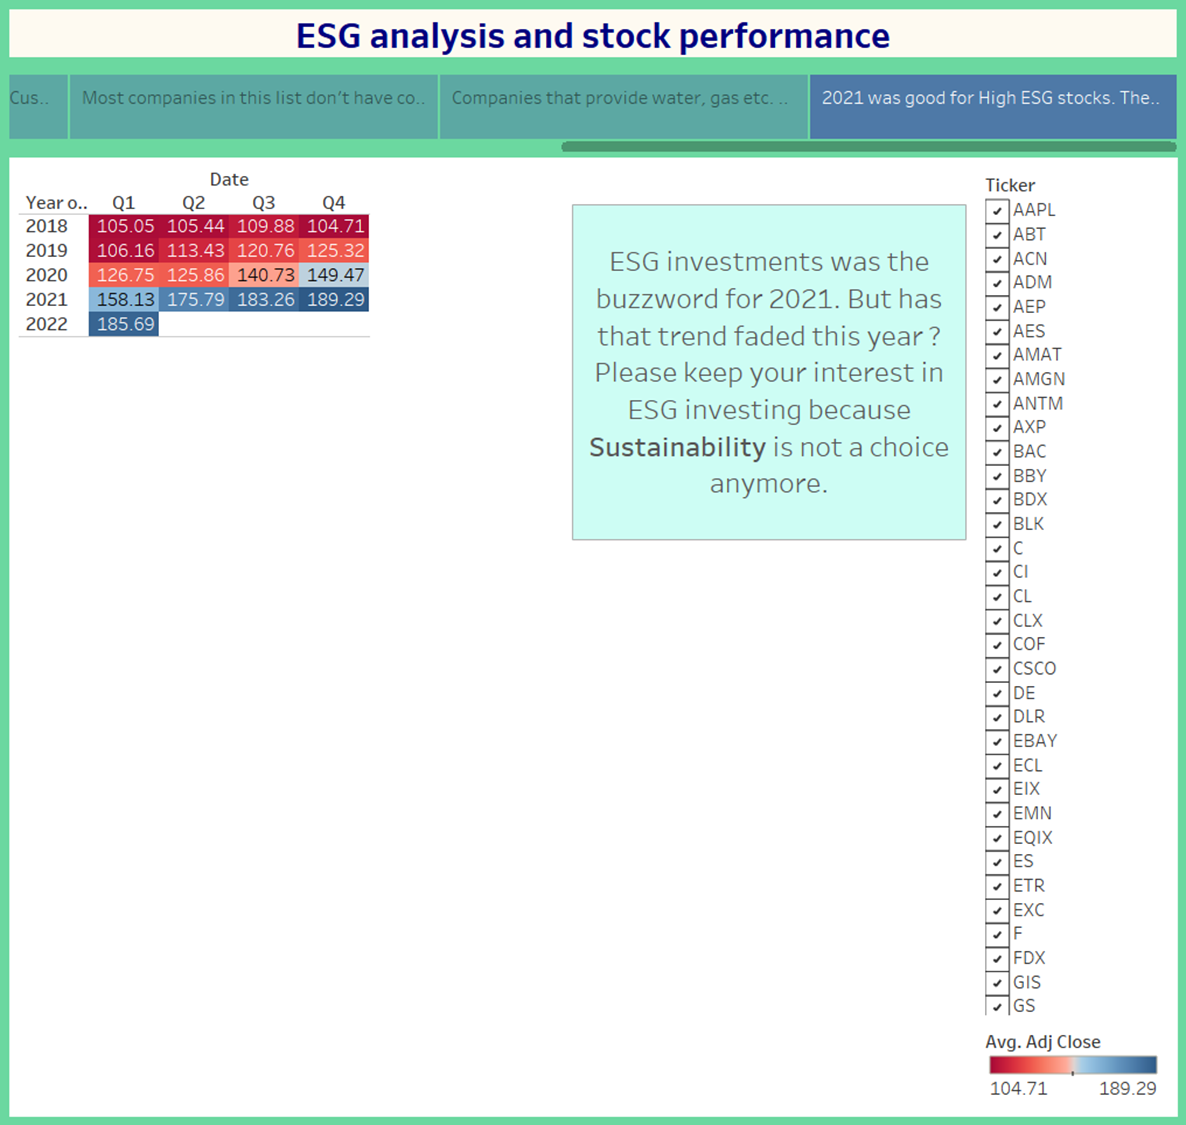 ESG analysis and stock performance
Cus..
Most companies in this list don't have co..
Companies that provide water, gas etc. ..
2021 was good for High ESG stocks. The..
Date
Year o.. Q1 Q2 Q3 Q4
2018 105.05 105.44 109.88 104.71
2019 106.16 113.43 120.76 125.32
2020 126.75 125.86 140.73 149.47
2021 158.13 175.79 183.26 189.29
2022 185.69
ESG investments was the
buzzword for 2021. But has
that trend faded this year ?
Please keep your interest in
ESG investing because
Sustainability is not a choice
anymore.
Ticker
AAPL
ABT
ACN
ADM
AEP
AES
AMAT
AMGN
ANTM
AXP
BAC
BBY
BDX
BLK
C
CI
CL
CLX
COF
CSCO
DE
DLR
EBAY
ECL
EIX
EMN
EQIX
ES
ETR
EXC
F
FDX
GIS
GS
Avg. Adj Close
104.71 189.29